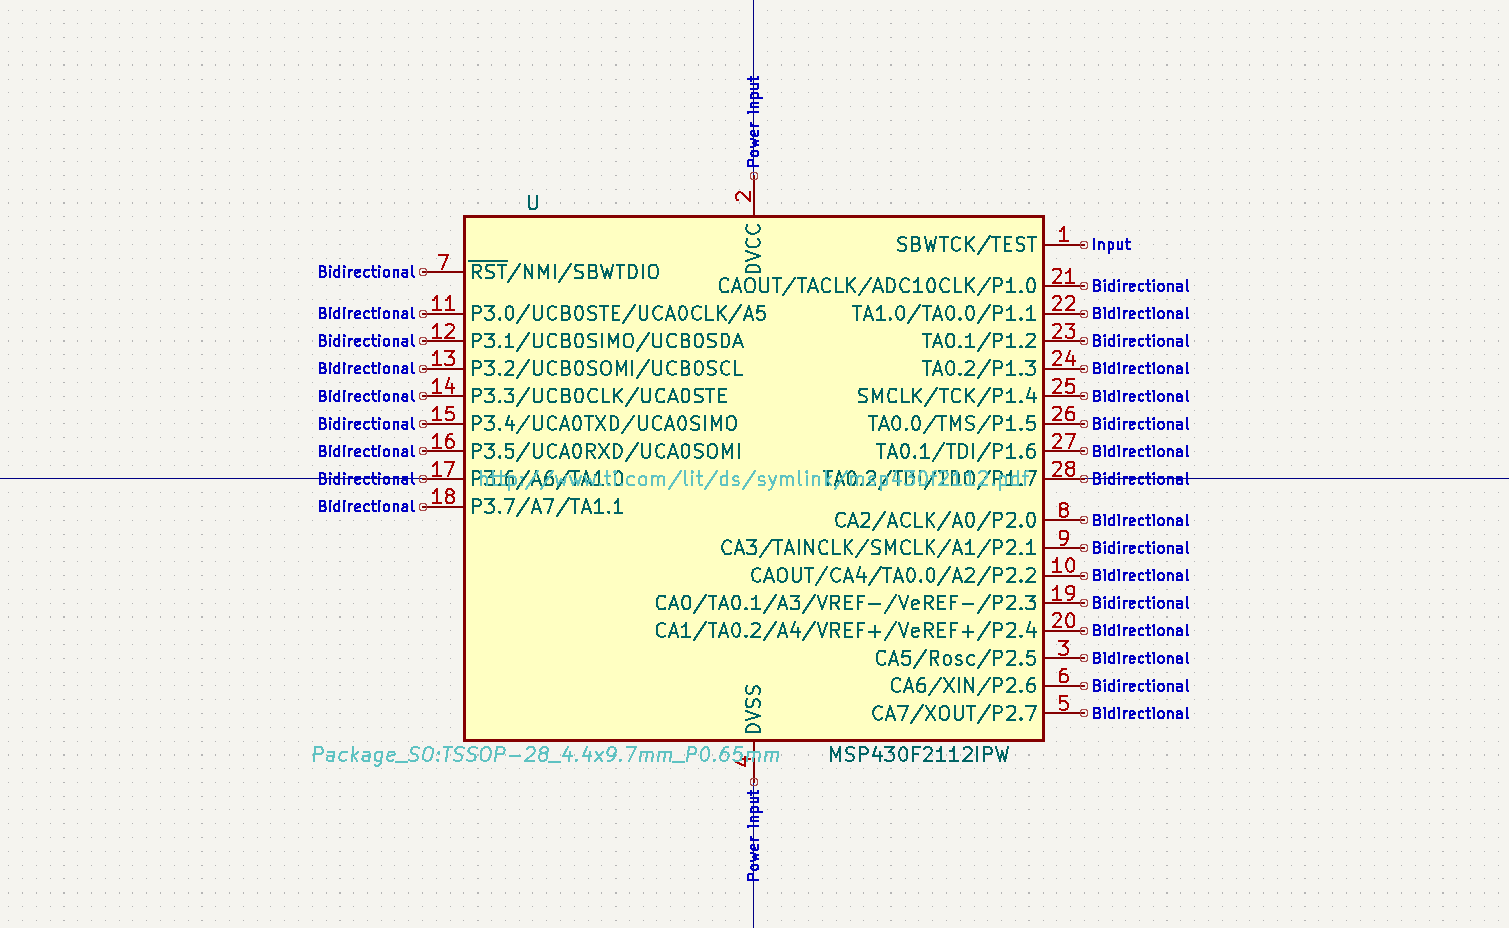 Power Input
2
DVCC
U
7 R̅S̅T̅/NMI/SBWTDIO Bidirectional
11 P3.0/UCB0STE/UCA0CLK/A5 Bidirectional
12 P3.1/UCB0SIMO/UCB0SDA Bidirectional
13 P3.2/UCB0SOMI/UCB0SCL Bidirectional
14 P3.3/UCB0CLK/UCA0STE Bidirectional
15 P3.4/UCA0TXD/UCA0SIMO Bidirectional
16 P3.5/UCA0RXD/UCA0SOMI Bidirectional
17 P3.6/A6/TA1.0 Bidirectional
18 P3.7/A7/TA1.1 Bidirectional
http://www.ti.com/lit/ds/symlink/msp430f2112.pdf
SBWTCK/TEST 1 Input
CAOUT/TACLK/ADC10CLK/P1.0 21 Bidirectional
TA1.0/TA0.0/P1.1 22 Bidirectional
TA0.1/P1.2 23 Bidirectional
TA0.2/P1.3 24 Bidirectional
SMCLK/TCK/P1.4 25 Bidirectional
TA0.0/TMS/P1.5 26 Bidirectional
TA0.1/TDI/P1.6 27 Bidirectional
TA0.2/TDI/TDO/P1.7 28 Bidirectional
CA2/ACLK/A0/P2.0 8 Bidirectional
CA3/TAINCLK/SMCLK/A1/P2.1 9 Bidirectional
CAOUT/CA4/TA0.0/A2/P2.2 10 Bidirectional
CA0/TA0.1/A3/VREF-/VeREF-/P2.3 19 Bidirectional
CA1/TA0.2/A4/VREF+/VeREF+/P2.4 20 Bidirectional
CA5/Rosc/P2.5 3 Bidirectional
CA6/XIN/P2.6 6 Bidirectional
CA7/XOUT/P2.7 5 Bidirectional
DVSS
Package_SO:TSSOP-28_4.4x9.7mm_P0.65mm
MSP430F2112IPW
4
Power Input